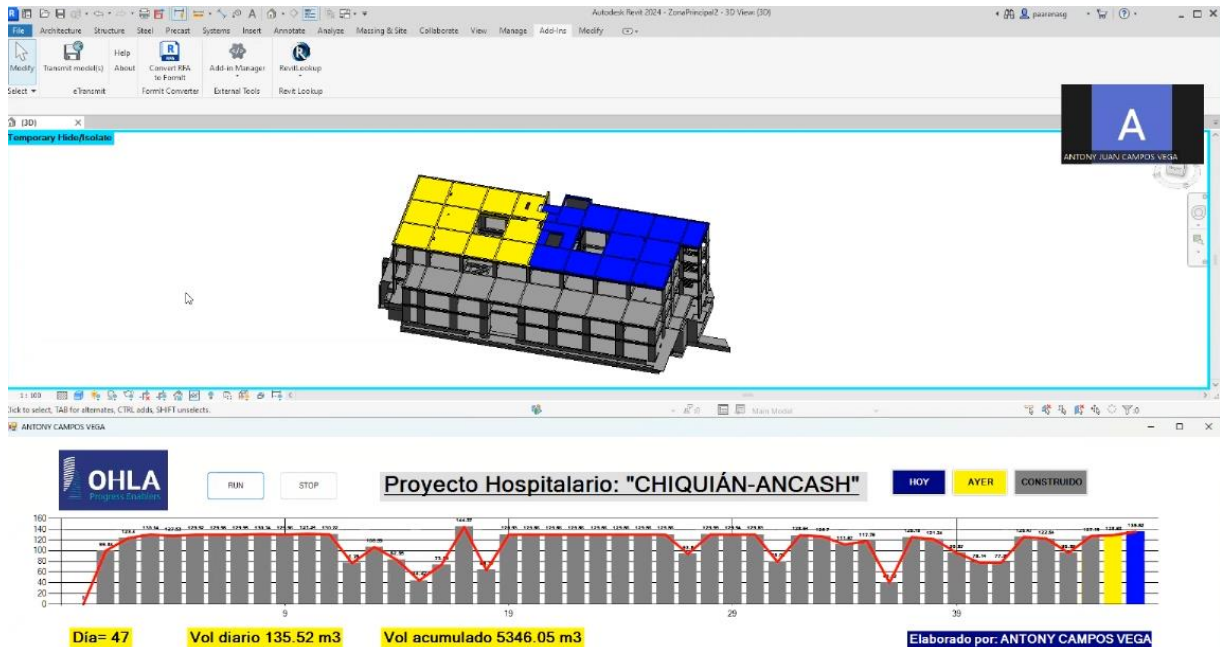 Autodesk Revit 2024 - ZonaPrincipal2 - 3D View: {3D}
paarimasg
File Architecture Structure Steel Precast Systems Insert Annotate Analyze Massing & Site Collaborate View Manage Add-Ins Modify
Modify
Transmit model(s)
Help
About
Convert RFA
to FormIt
Add-in Manager
RevitLookup
Select
eTransmit
FormIt Converter
External Tools
Revit Lookup
{3D}
Temporary Hide/Isolate
A
ANTONY JUAN CAMPOS VEGA
1 : 100
Click to select, TAB for alternates, CTRL adds, SHIFT unselects.
:0
Main Model
:0
ANTONY CAMPOS VEGA
OHLA
Progress Enablers
RUN
STOP
Proyecto Hospitalario: "CHIQUIÁN-ANCASH"
HOY
AYER
CONSTRUIDO
160
140
120
100
80
60
40
20
0
9
19
29
39
Día= 47
Vol diario 135.52 m3
Vol acumulado 5346.05 m3
Elaborado por: ANTONY CAMPOS VEGA